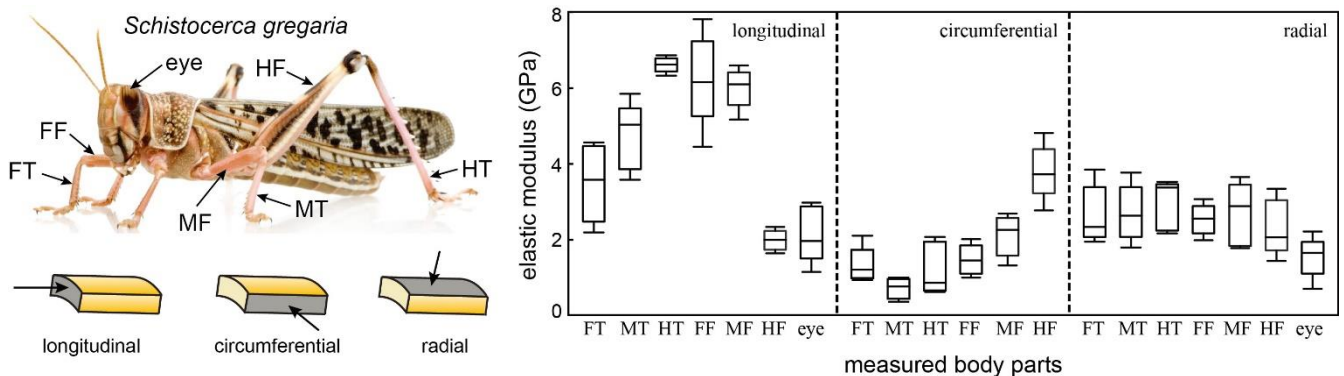 Schistocerca gregaria
eye
HF
FF
FT
HT
MF
MT
longitudinal
circumferential
radial
elastic modulus (GPa)
8
6
4
2
0
longitudinal
circumferential
radial
FT MT HT FF MF HF eye
FT MT HT FF MF HF
FT MT HT FF MF HF eye
measured body parts